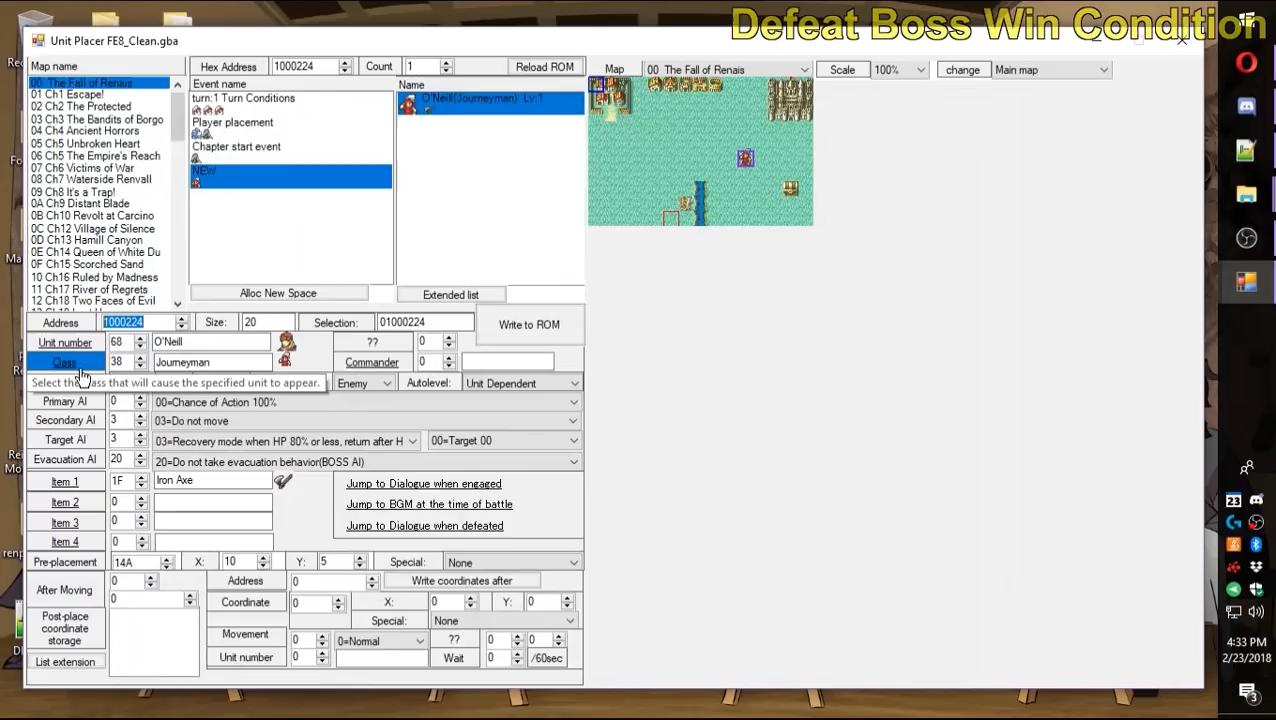 Defeat Boss Win Condition
Unit Placer FE8_Clean.gba
Map name
Hex Address 1000224 Count 1 Reload ROM
Map 00 The Fall of Renais Scale 100% change Main map
00 The Fall of Renais
01 Ch1 Escape!
02 Ch2 The Protected
03 Ch3 The Bandits of Borgo
04 Ch4 Ancient Horrors
05 Ch5 Unbroken Heart
06 Ch5 The Empire's Reach
07 Ch6 Victims of War
08 Ch7 Waterside Renvall
09 Ch8 It's a Trap!
0A Ch9 Distant Blade
0B Ch10 Revolt at Carcino
0C Ch12 Village of Silence
0D Ch13 Hamill Canyon
0E Ch14 Queen of White Du
0F Ch15 Scorched Sand
10 Ch16 Ruled by Madness
11 Ch17 River of Regrets
12 Ch18 Two Faces of Evil
Event name
turn:1 Turn Conditions
Player placement
Chapter start event
NEW
Name
O'Neill(Journeyman) Lv:1
Alloc New Space
Extended list
Address 1000224 Size: 20 Selection: 01000224 Write to ROM
Unit number 68 O'Neill ?? 0
Class 38 Journeyman Commander 0
Select the class that will cause the specified unit to appear.
Enemy Autolevel: Unit Dependent
Primary AI 0 00=Chance of Action 100%
Secondary AI 3 03=Do not move
Target AI 3 03=Recovery mode when HP 80% or less, return after H 00=Target 00
Evacuation AI 20 20=Do not take evacuation behavior(BOSS AI)
Item 1 1F Iron Axe
Item 2 0
Item 3 0
Item 4 0
Jump to Dialogue when engaged
Jump to BGM at the time of battle
Jump to Dialogue when defeated
Pre-placement 14A X: 10 Y: 5 Special: None
After Moving 0
0
Post-place
coordinate
storage
List extension
Address 0 Write coordinates after
Coordinate 0 X: 0 Y: 0
Special: None
Movement 0 0=Normal ?? 0 0
Unit number 0 Wait 0 /60sec
23
4:33 PM
2/23/2018
3